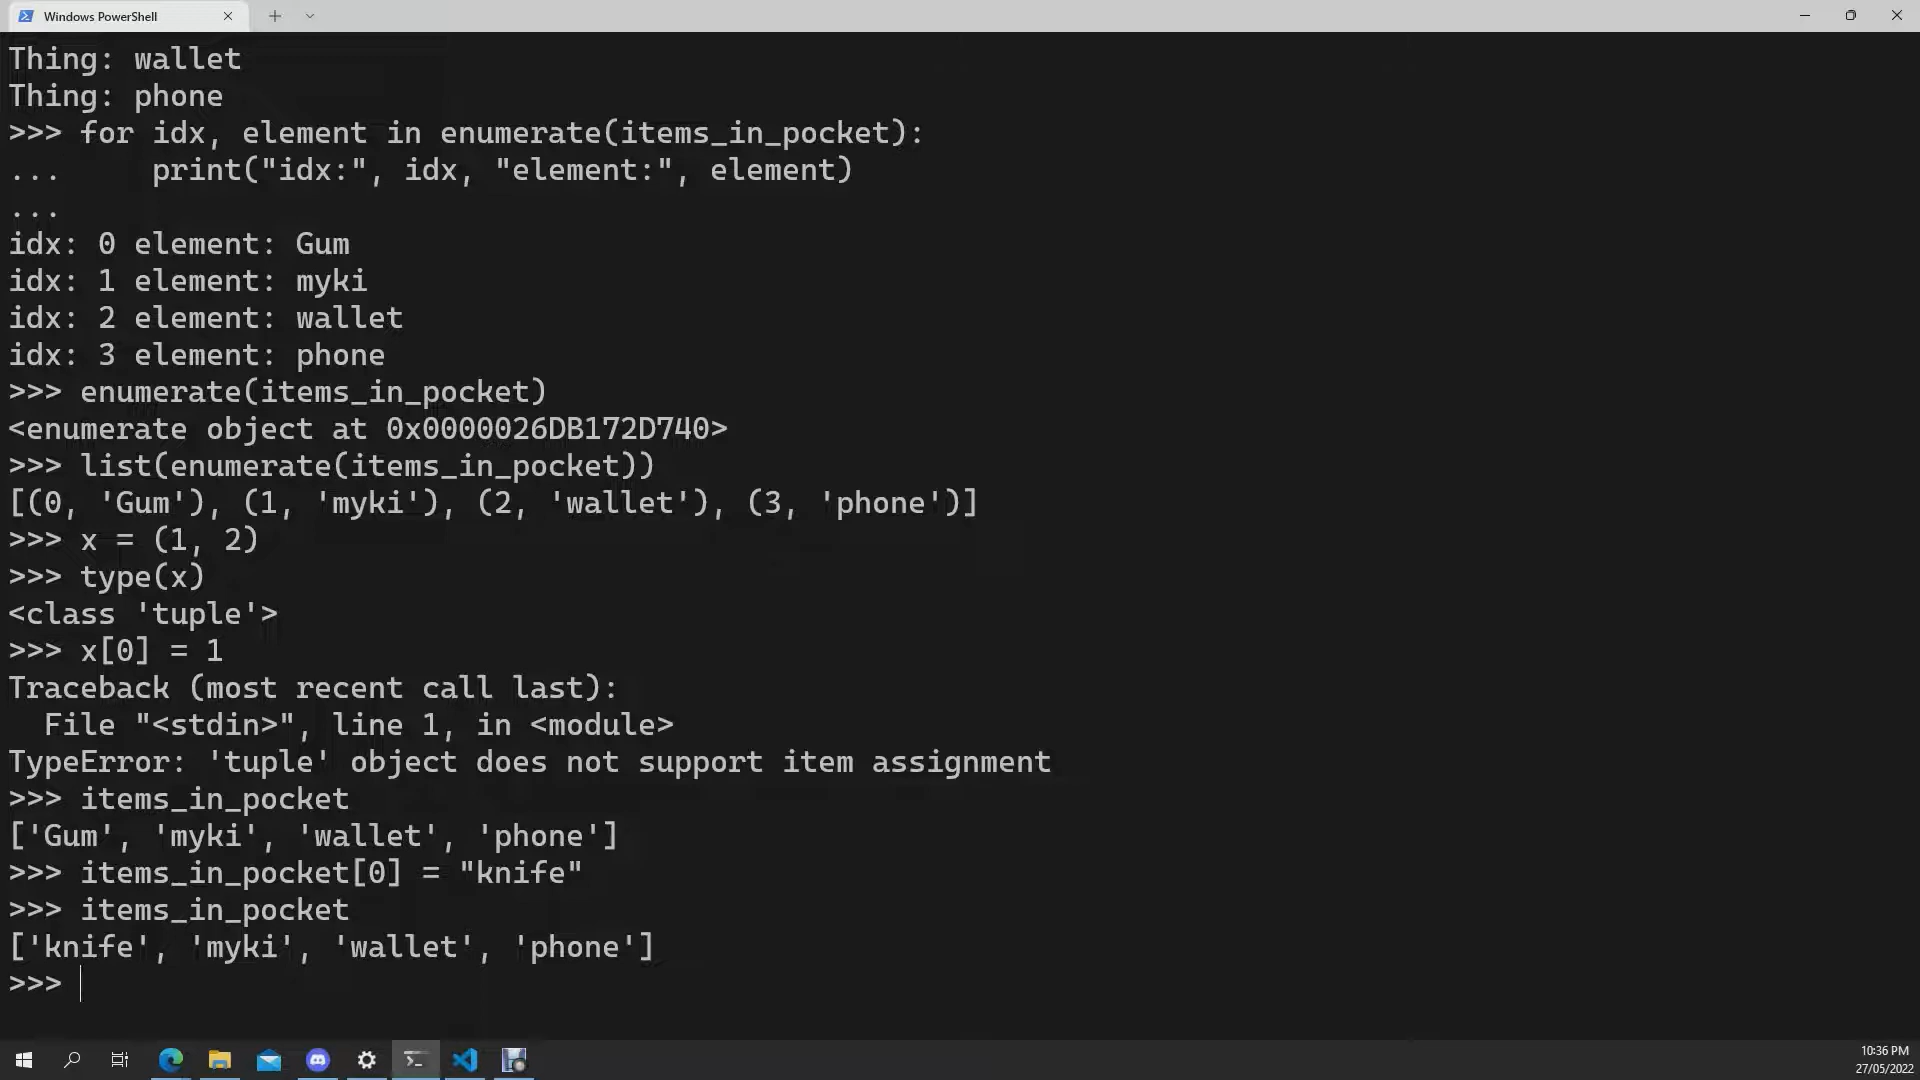 Windows PowerShell
Thing: wallet
Thing: phone
>>> for idx, element in enumerate(items_in_pocket):
...     print("idx:", idx, "element:", element)
...
idx: 0 element: Gum
idx: 1 element: myki
idx: 2 element: wallet
idx: 3 element: phone
>>> enumerate(items_in_pocket)
<enumerate object at 0x0000026DB172D740>
>>> list(enumerate(items_in_pocket))
[(0, 'Gum'), (1, 'myki'), (2, 'wallet'), (3, 'phone')]
>>> x = (1, 2)
>>> type(x)
<class 'tuple'>
>>> x[0] = 1
Traceback (most recent call last):
  File "<stdin>", line 1, in <module>
TypeError: 'tuple' object does not support item assignment
>>> items_in_pocket
['Gum', 'myki', 'wallet', 'phone']
>>> items_in_pocket[0] = "knife"
>>> items_in_pocket
['knife', 'myki', 'wallet', 'phone']
>>>
10:36 PM
27/05/2022